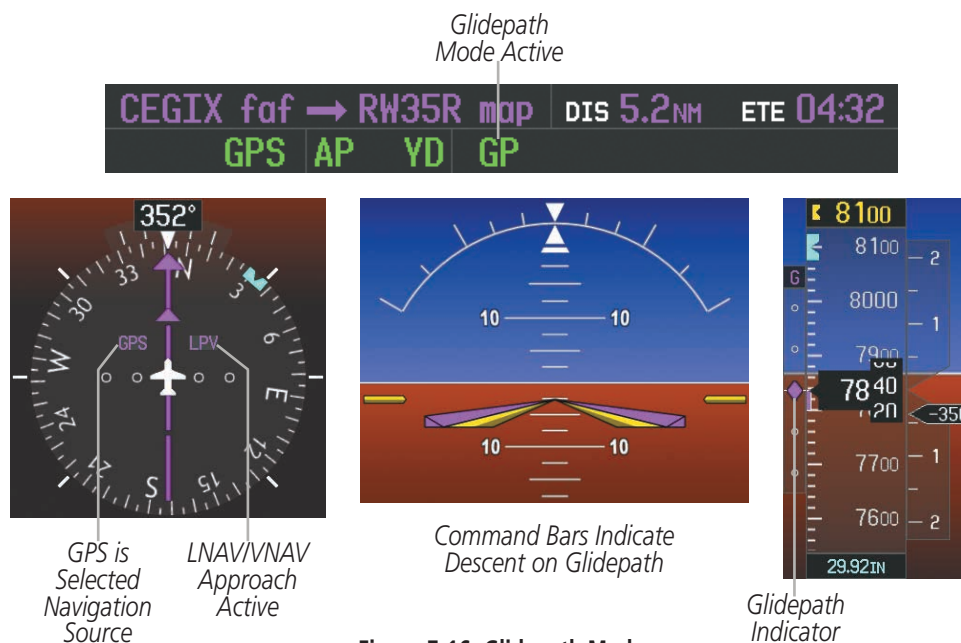 Glidepath
Mode Active
CEGIX faf → RW35R map DIS 5.2NM ETE 04:32
GPS AP YD GP
352°
33 N 3
30 6
GPS LPV
W E
24 12
21 S 15
10 10
10 10
8100
8100
2
G
8000
1
7900
7840
20
-350
7700
1
7600
2
29.92IN
GPS is
Selected
Navigation
Source
LNAV/VNAV
Approach
Active
Command Bars Indicate
Descent on Glidepath
Glidepath
Indicator